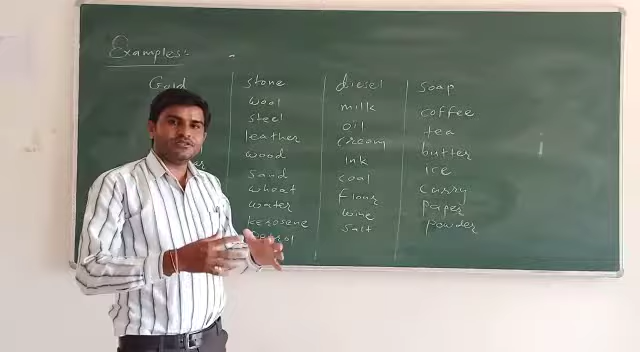 Examples:-
Gold
stone
wool
steel
leather
wood
sand
wheat
water
kerosene
diesel
milk
oil
cream
Ink
coal
flour
wine
salt
soap
coffee
tea
butter
Ice
curry
paper
powder